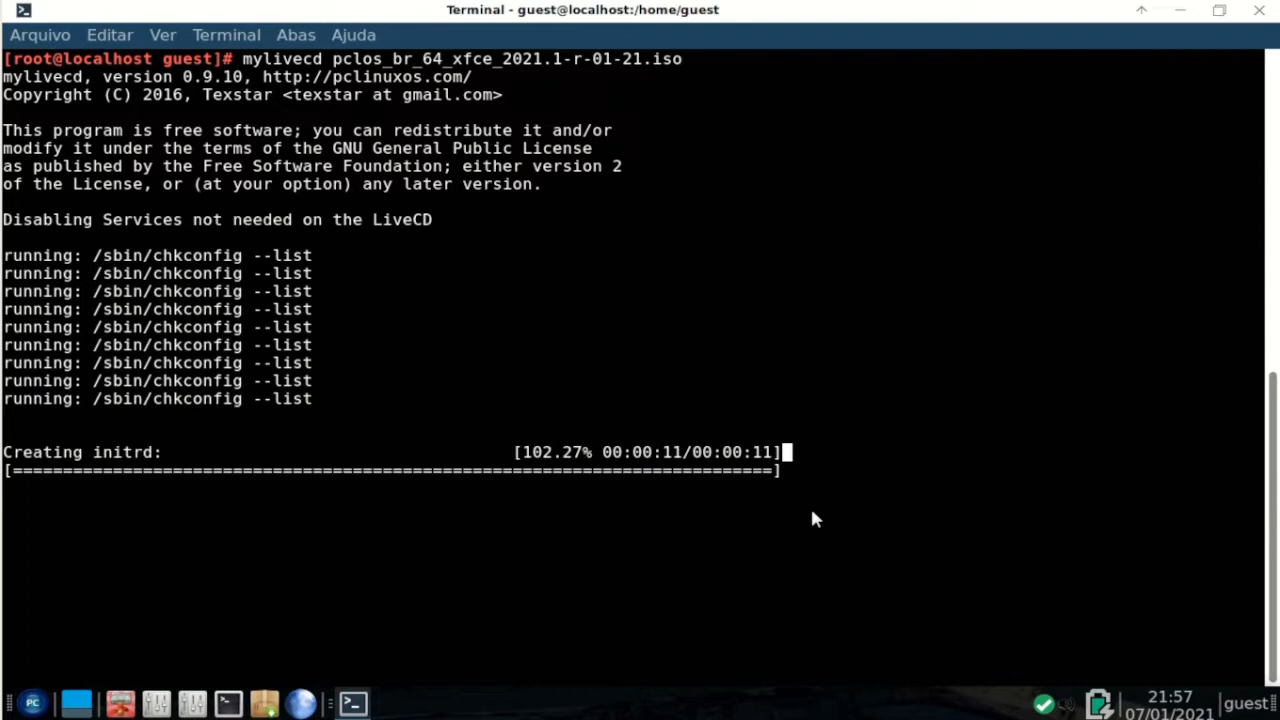 Terminal - guest@localhost:/home/guest
Arquivo Editar Ver Terminal Abas Ajuda
[root@localhost guest]# mylivecd pclos_br_64_xfce_2021.1-r-01-21.iso
mylivecd, version 0.9.10, http://pclinuxos.com/
Copyright (C) 2016, Texstar <texstar at gmail.com>
This program is free software; you can redistribute it and/or
modify it under the terms of the GNU General Public License
as published by the Free Software Foundation; either version 2
of the License, or (at your option) any later version.
Disabling Services not needed on the LiveCD
running: /sbin/chkconfig --list
running: /sbin/chkconfig --list
running: /sbin/chkconfig --list
running: /sbin/chkconfig --list
running: /sbin/chkconfig --list
running: /sbin/chkconfig --list
running: /sbin/chkconfig --list
running: /sbin/chkconfig --list
running: /sbin/chkconfig --list
Creating initrd: [102.27% 00:00:11/00:00:11]
[============================================================================]
PC
21:57
07/01/2021
guest